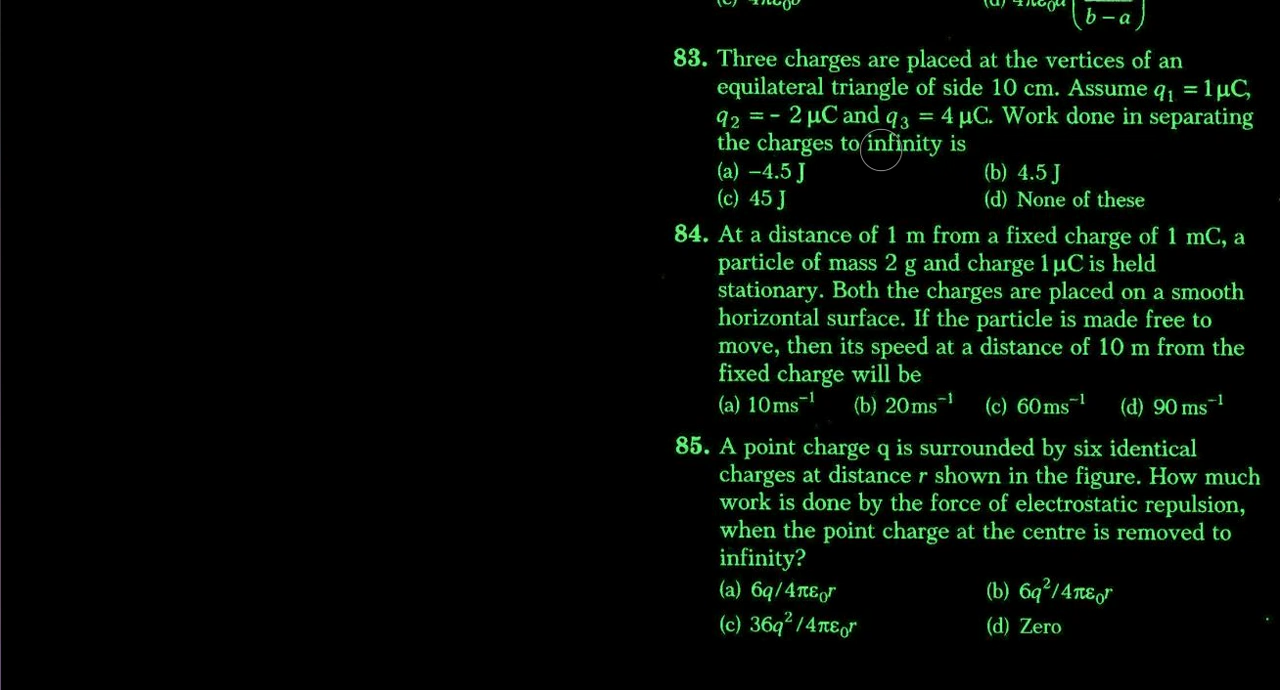 b – a
83. Three charges are placed at the vertices of an
equilateral triangle of side 10 cm. Assume q₁ = 1 µC,
q₂ = - 2 µC and q₃ = 4 µC. Work done in separating
the charges to infinity is
(a) −4.5 J (b) 4.5 J
(c) 45 J (d) None of these
84. At a distance of 1 m from a fixed charge of 1 mC, a
particle of mass 2 g and charge 1 µC is held
stationary. Both the charges are placed on a smooth
horizontal surface. If the particle is made free to
move, then its speed at a distance of 10 m from the
fixed charge will be
(a) 10 ms⁻¹ (b) 20 ms⁻¹ (c) 60 ms⁻¹ (d) 90 ms⁻¹
85. A point charge q is surrounded by six identical
charges at distance r shown in the figure. How much
work is done by the force of electrostatic repulsion,
when the point charge at the centre is removed to
infinity?
(a) 6q/4πε₀r (b) 6q²/4πε₀r
(c) 36q²/4πε₀r (d) Zero